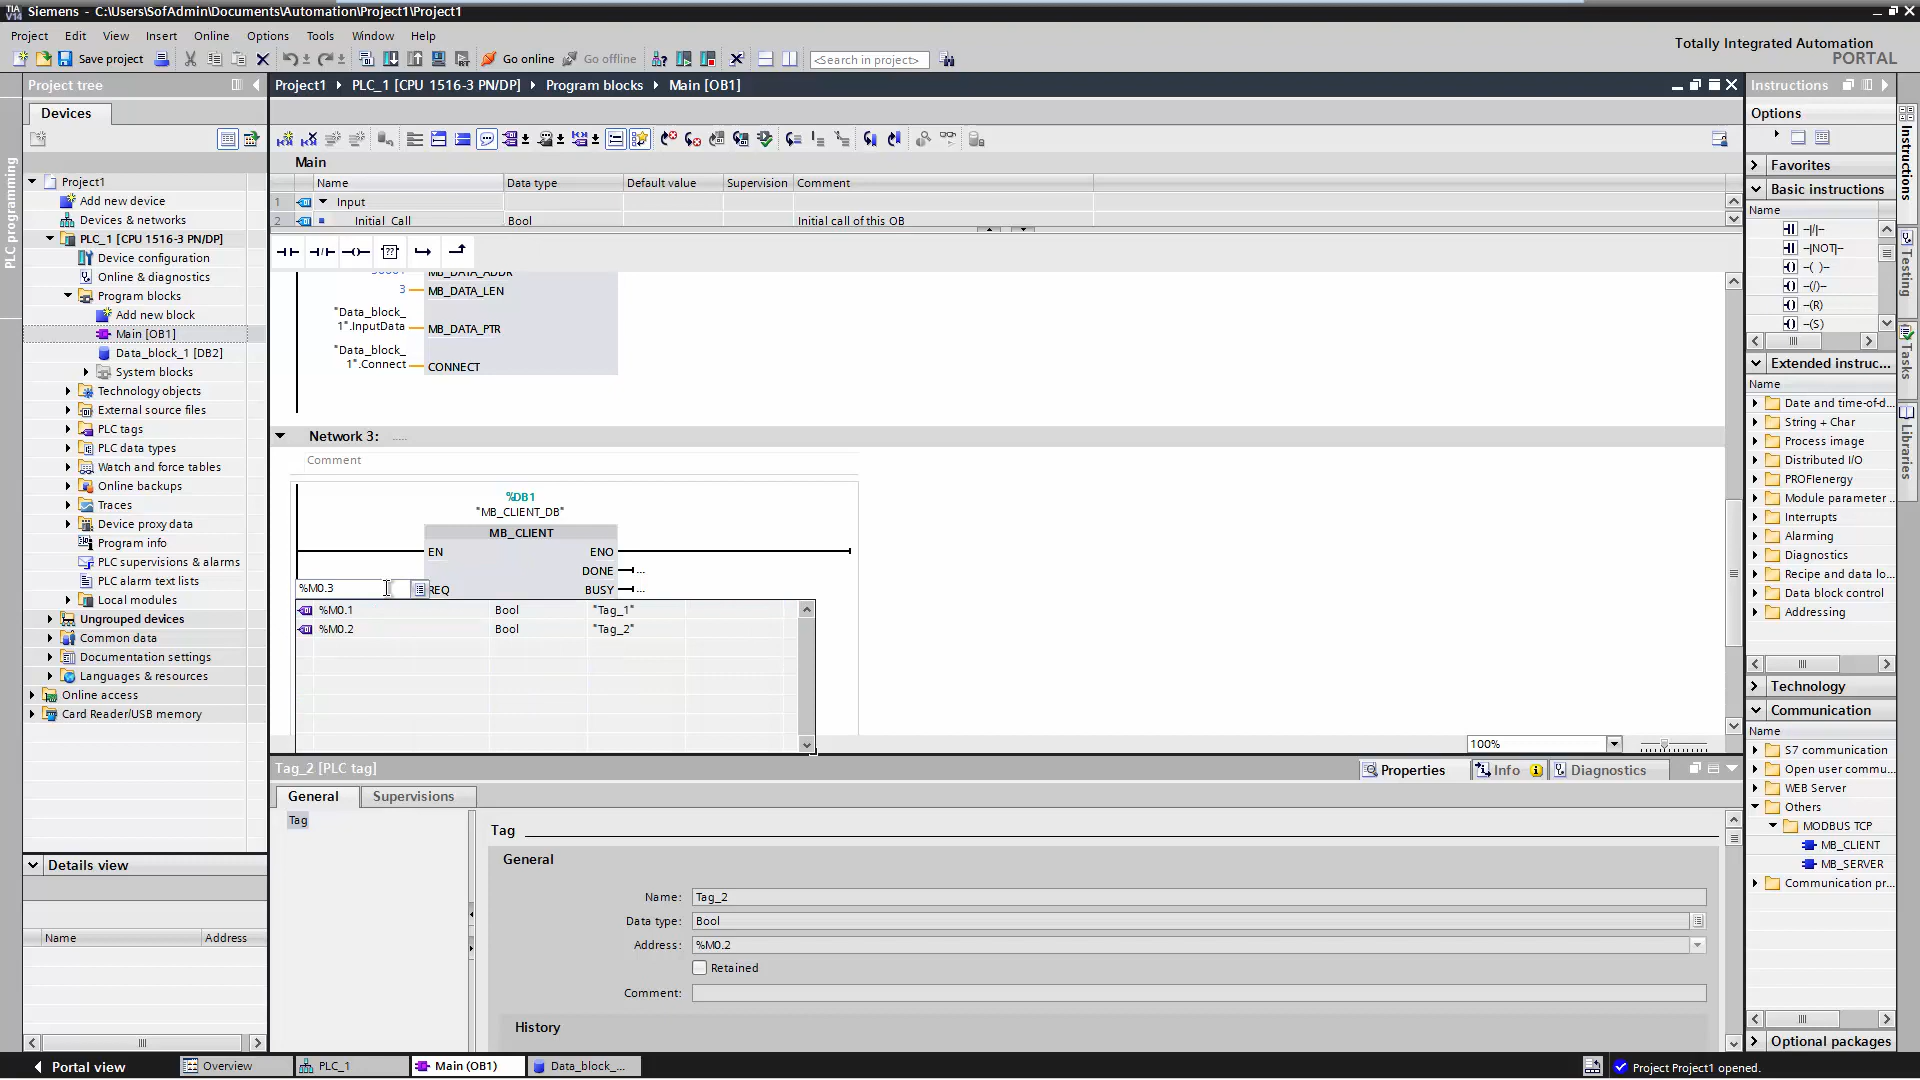 Siemens - C:\Users\SofAdmin\Documents\Automation\Project1\Project1
Project Edit View Insert Online Options Tools Window Help
Totally Integrated Automation
PORTAL
Save project
Go online
Go offline
<Search in project>
Project tree
Project1 PLC_1 [CPU 1516-3 PN/DP] Program blocks Main [OB1]
Instructions
Devices
Options
PLC programming
Main
Name Data type Default value Supervision Comment
1 Input
2 Initial_Call Bool Initial call of this OB
Project1
Add new device
Devices & networks
PLC_1 [CPU 1516-3 PN/DP]
Device configuration
Online & diagnostics
Program blocks
Add new block
Main [OB1]
Data_block_1 [DB2]
System blocks
Technology objects
External source files
PLC tags
PLC data types
Watch and force tables
Online backups
Traces
Device proxy data
Program info
PLC supervisions & alarms
PLC alarm text lists
Local modules
Ungrouped devices
Common data
Documentation settings
Languages & resources
Online access
Card Reader/USB memory
Details view
Name Address
MB_DATA_ADDR
3 MB_DATA_LEN
"Data_block_
1".InputData MB_DATA_PTR
"Data_block_
1".Connect CONNECT
Network 3: .....
Comment
%DB1
"MB_CLIENT_DB"
MB_CLIENT
EN ENO
DONE ...
%M0.3 REQ BUSY ...
%M0.1 Bool "Tag_1"
%M0.2 Bool "Tag_2"
100%
Tag_2 [PLC tag]
Properties Info Diagnostics
General Supervisions
Tag
Tag
General
Name: Tag_2
Data type: Bool
Address: %M0.2
Retained
Comment:
History
Favorites
Basic instructions
Name
-|/|-
-|NOT|-
-( )-
-(/)-
-(R)
-(S)
Extended instruc...
Name
Date and time-of-d...
String + Char
Process image
Distributed I/O
PROFIenergy
Module parameter ...
Interrupts
Alarming
Diagnostics
Recipe and data lo...
Data block control
Addressing
Technology
Communication
Name
S7 communication
Open user commu...
WEB Server
Others
MODBUS TCP
MB_CLIENT
MB_SERVER
Communication pr...
Optional packages
Instructions
Testing
Tasks
Libraries
Portal view Overview PLC_1 Main (OB1) Data_block_... Project Project1 opened.